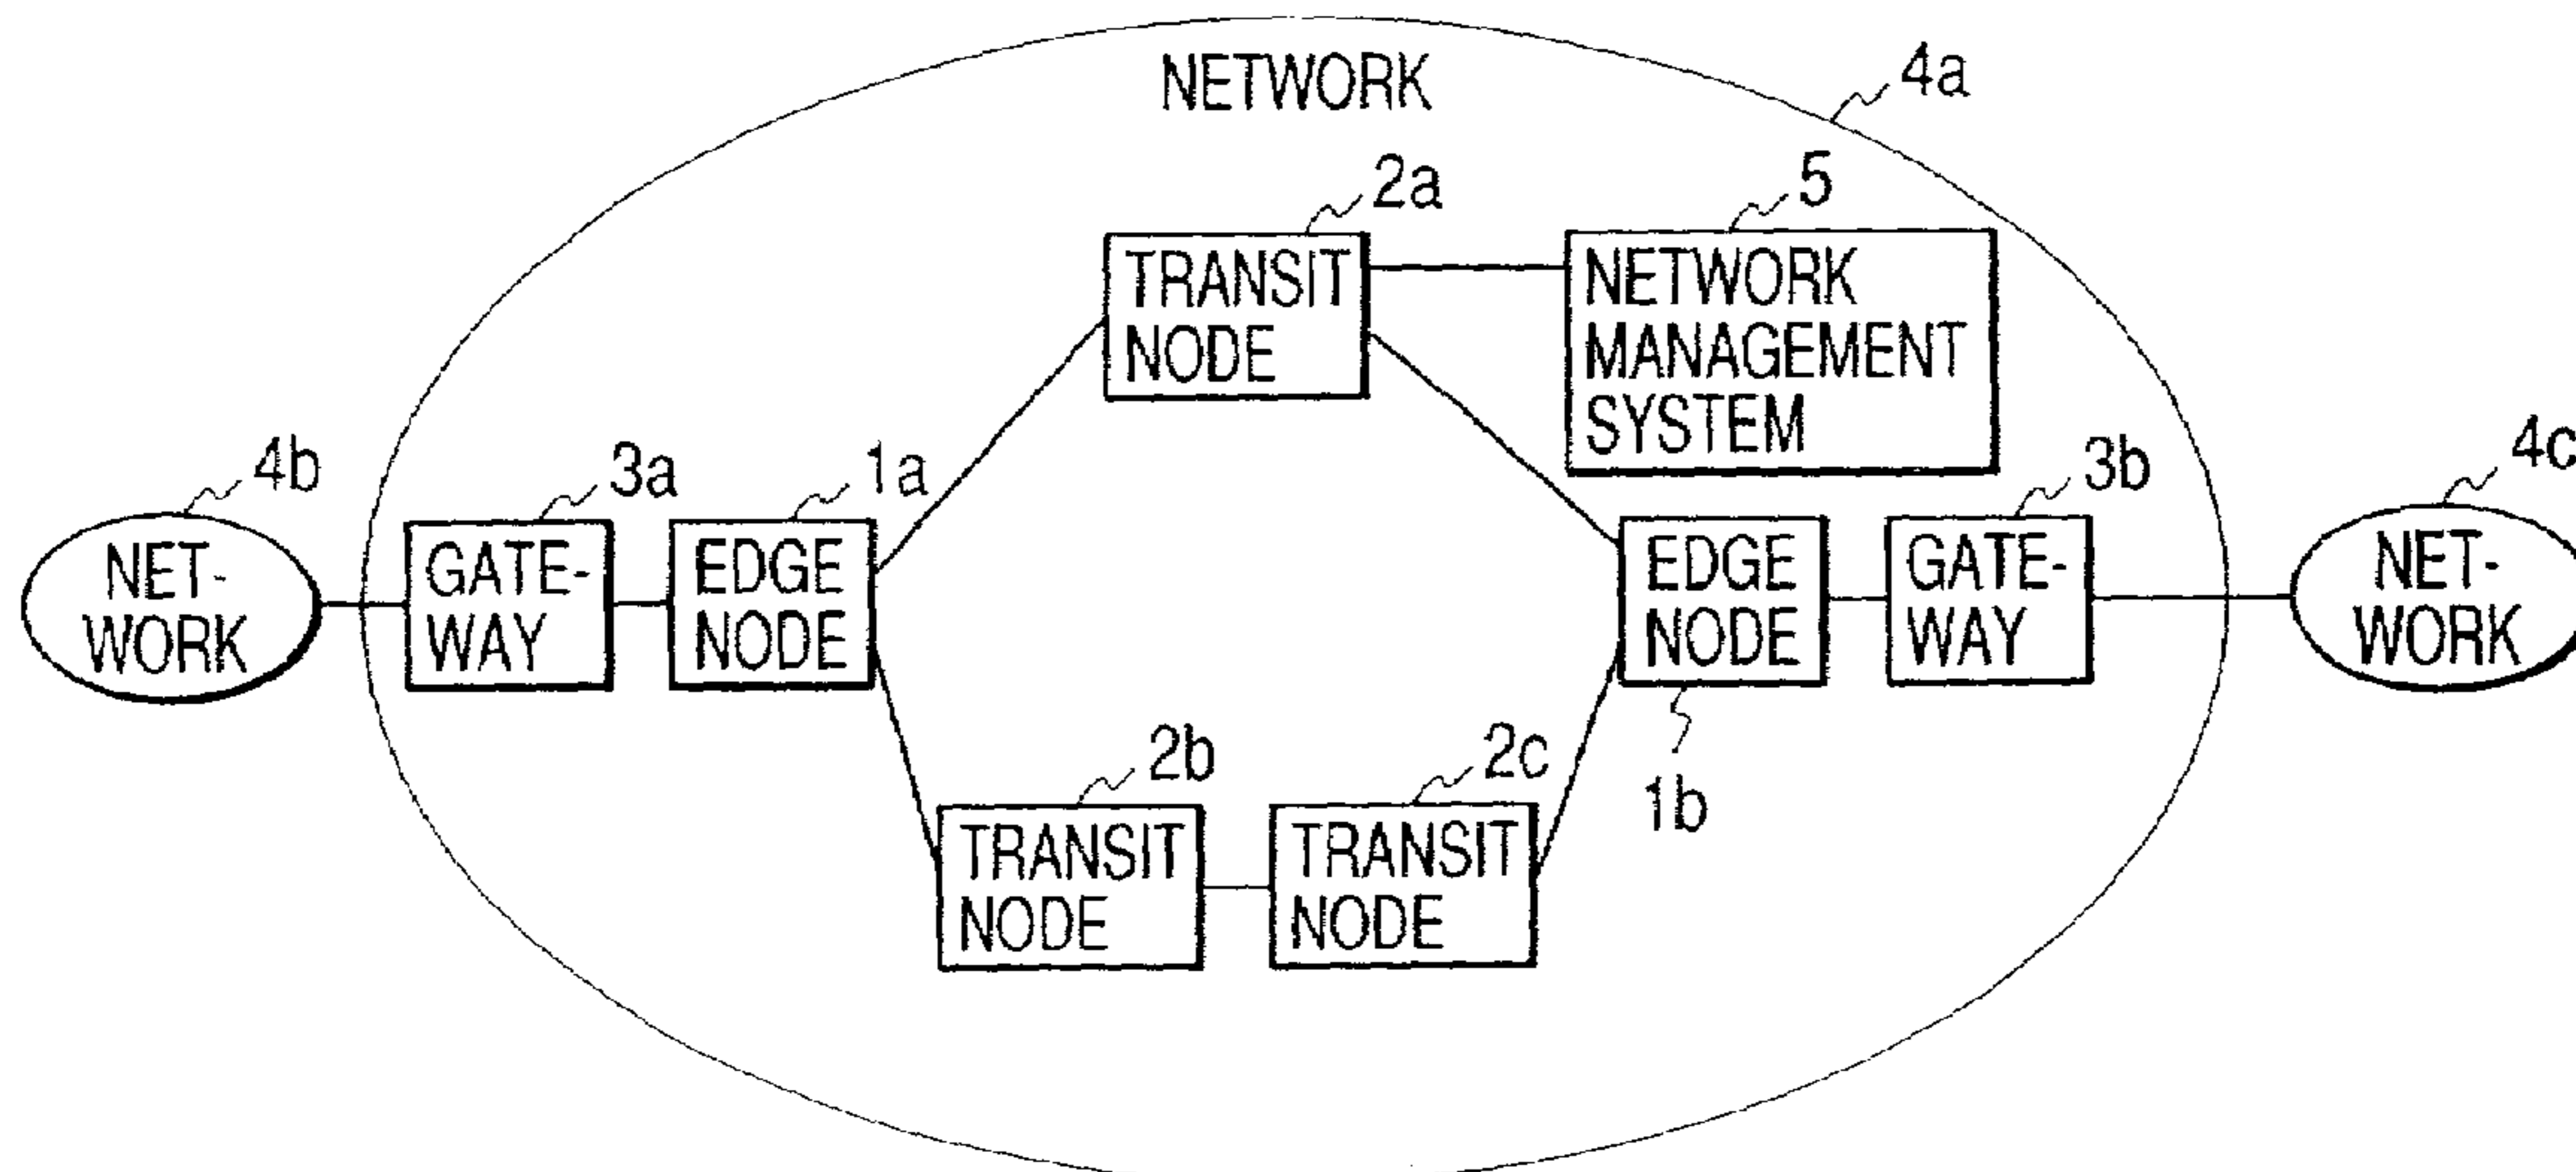 NETWORK
4a
2a
5
TRANSIT
NODE
NETWORK
MANAGEMENT
SYSTEM
4b
3a
1a
3b
4c
NET-
WORK
GATE-
WAY
EDGE
NODE
EDGE
NODE
GATE-
WAY
NET-
WORK
1b
2b
2c
TRANSIT
NODE
TRANSIT
NODE